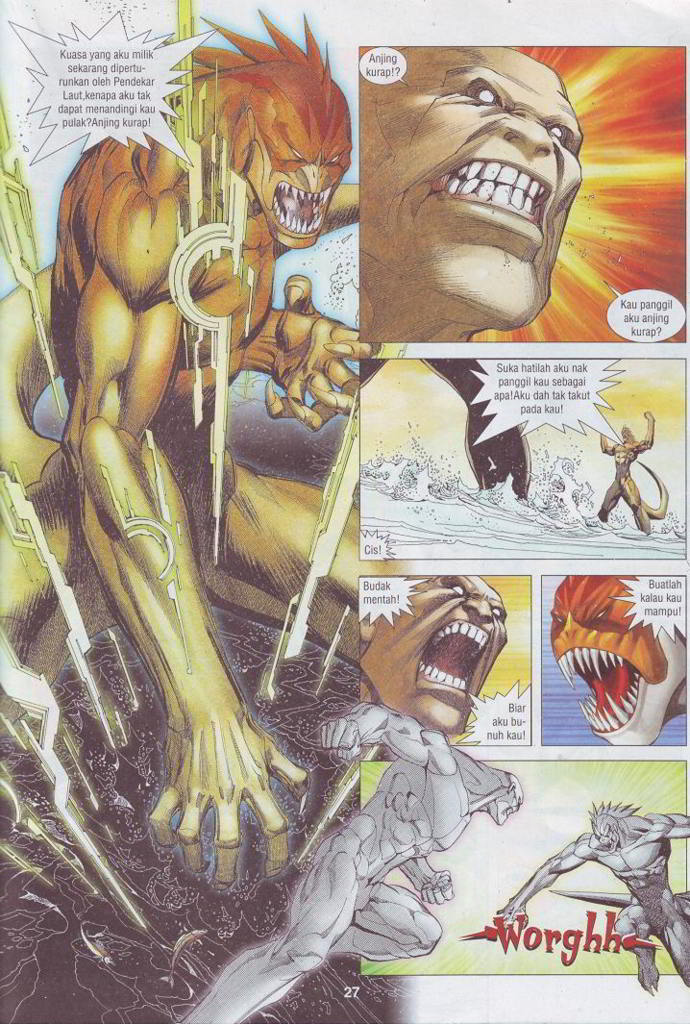 Kuasa yang aku milik
sekarang dipertu-
runkan oleh Pendekar
Laut,kenapa aku tak
dapat menandingi kau
pulak?Anjing kurap!
Anjing
kurap!?
Kau panggil
aku anjing
kurap?
Suka hatilah aku nak
panggil kau sebagai
apa!Aku dah tak takut
pada kau!
Cis!
Budak
mentah!
Biar
aku bu-
nuh kau!
Buatlah
kalau kau
mampu!
Worghh
27